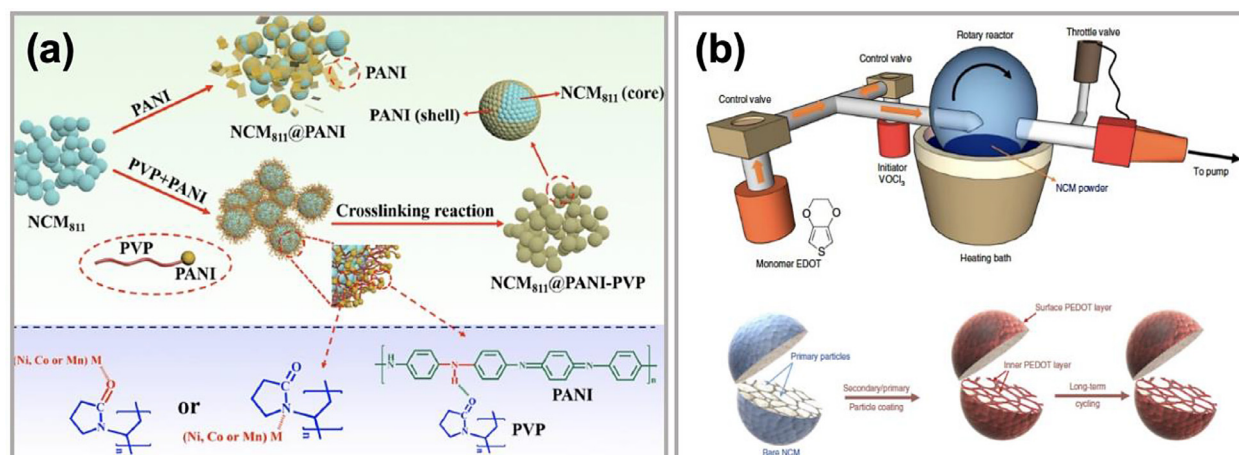 (a)
PANI
PANI
NCM811@PANI
NCM811 (core)
PANI (shell)
NCM811
PVP+PANI
Crosslinking reaction
PVP
PANI
NCM811@PANI-PVP
(Ni, Co or Mn) M
O
C
N
n
or
O
N
(Ni, Co or Mn) M
n
H
N
N
H
N
N
n
PANI
O
C
N
n
PVP
(b)
Rotary reactor
Throttle valve
Control valve
Control valve
Initiator
VOCl3
NCM powder
To pump
O
O
S
Monomer EDOT
Heating bath
Surface PEDOT layer
Primary particles
Inner PEDOT layer
Secondary/primary
Particle coating
Long-term
cycling
Bare NCM